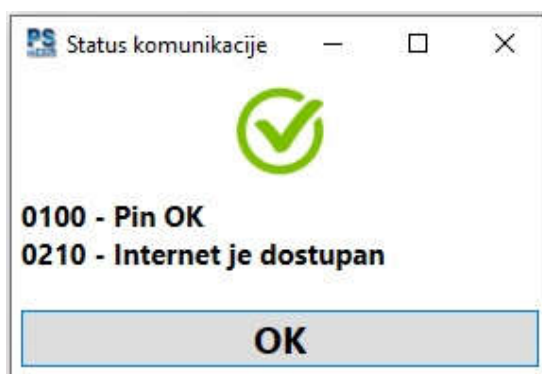 PS Status komunikacije
0100 - Pin OK
0210 - Internet je dostupan
OK